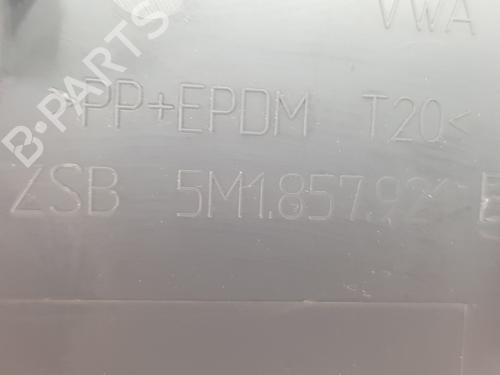 VWA
>PP+EPDM T20<
ZSB 5M1.857.92 E
B-PARTS